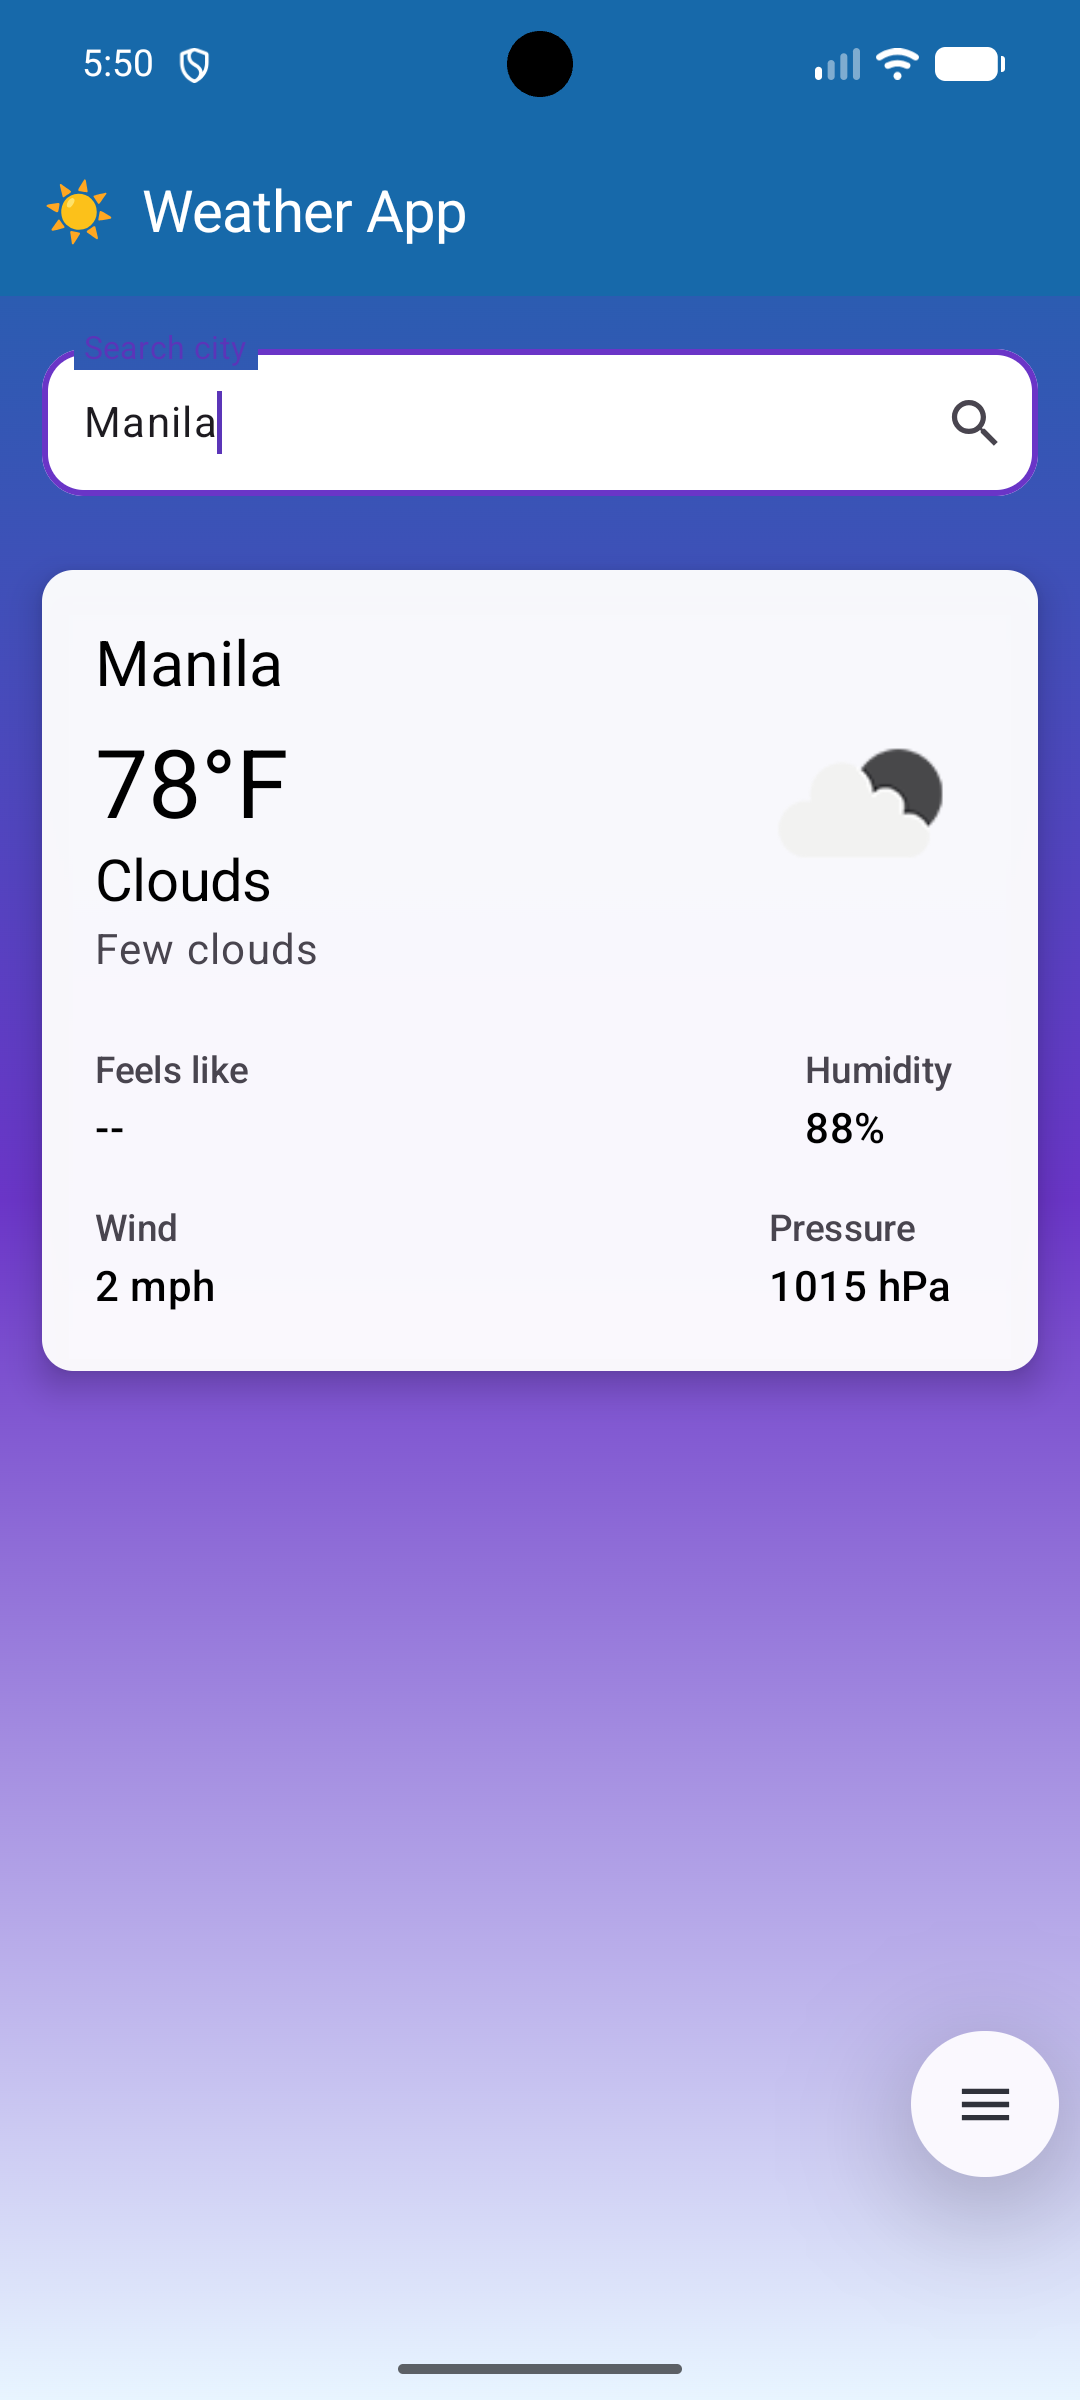 5:50
Weather App
Search city
Manila
Manila
78°F
Clouds
Few clouds
Feels like
--
Humidity
88%
Wind
2 mph
Pressure
1015 hPa